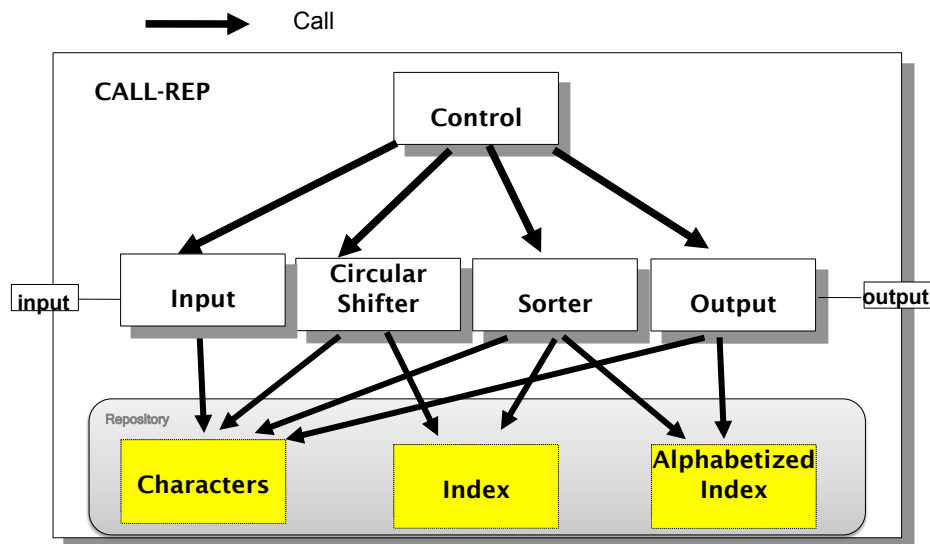 Call
CALL-REP
Control
Input
Circular
Shifter
Sorter
Output
input
output
Repository
Characters
Index
Alphabetized
Index